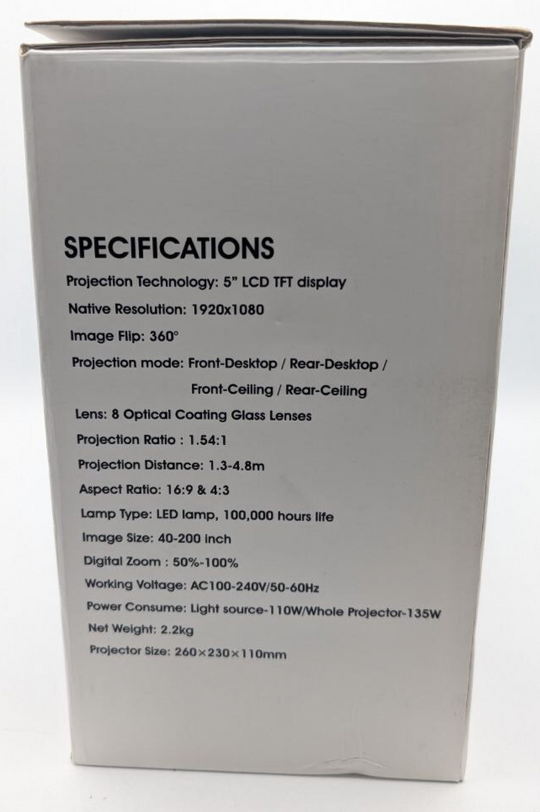 SPECIFICATIONS
Projection Technology: 5” LCD TFT display
Native Resolution: 1920x1080
Image Flip: 360°
Projection mode: Front-Desktop / Rear-Desktop /
Front-Ceiling / Rear-Ceiling
Lens: 8 Optical Coating Glass Lenses
Projection Ratio : 1.54:1
Projection Distance: 1.3-4.8m
Aspect Ratio: 16:9 & 4:3
Lamp Type: LED lamp, 100,000 hours life
Image Size: 40-200 inch
Digital Zoom : 50%-100%
Working Voltage: AC100-240V/50-60Hz
Power Consume: Light source-110W/Whole Projector-135W
Net Weight: 2.2kg
Projector Size: 260×230×110mm